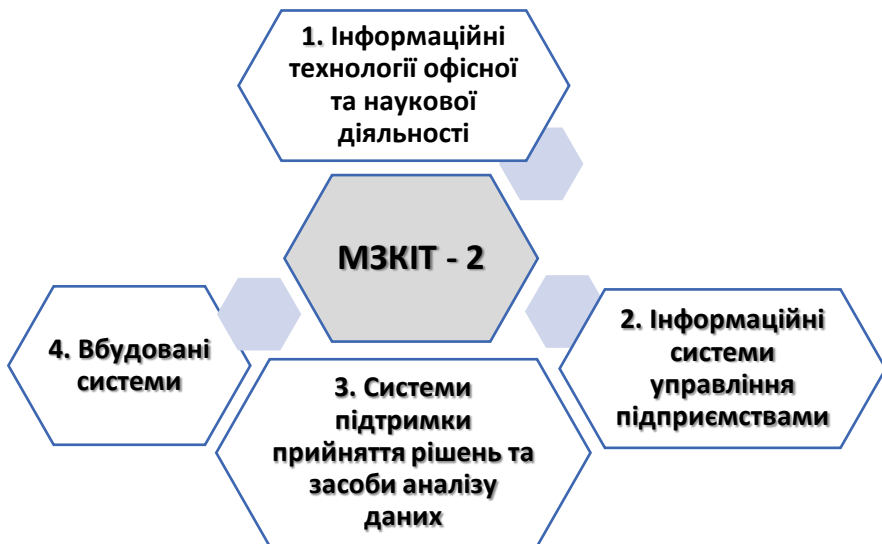 1. Інформаційні
технології офісної
та наукової
діяльності
МЗКІТ - 2
2. Інформаційні
системи
управління
підприємствами
3. Системи
підтримки
прийняття рішень та
засоби аналізу
даних
4. Вбудовані
системи